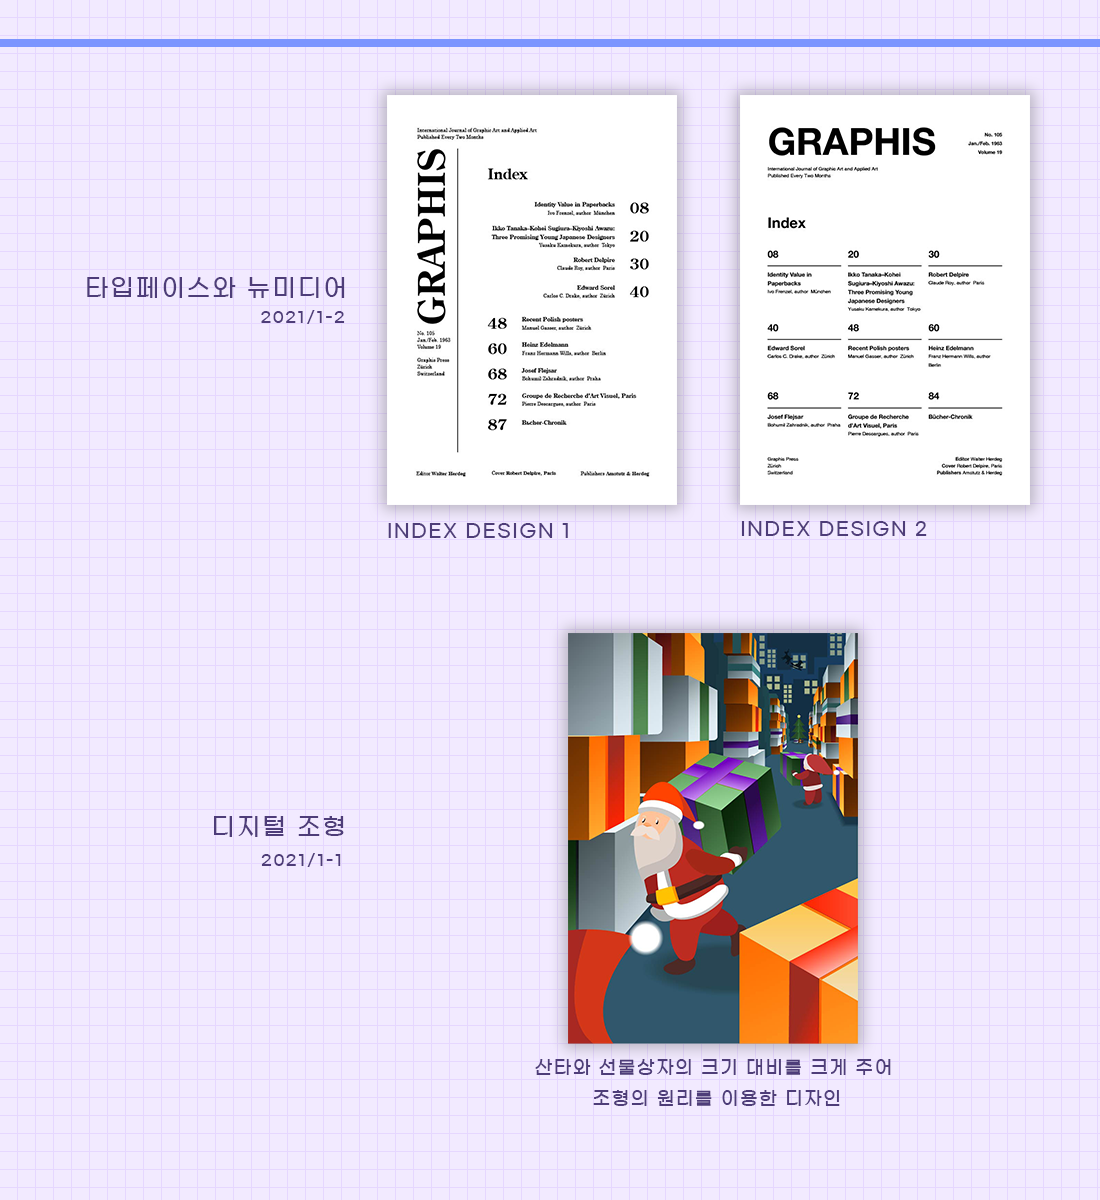 타입페이스와 뉴미디어
2021/1-2
International Journal of Graphic Art and Applied Art
Published Every Two Months
GRAPHIS
No. 105
Jan./Feb. 1963
Volume 19
Graphis Press
Zürich
Switzerland
Index
Identity Value in Paperbacks
Ivo Frenzel, author München
08
Ikko Tanaka-Kohei Sugiura-Kiyoshi Awazu:
Three Promising Young Japanese Designers
Yusaku Kamekura, author Tokyo
20
Robert Delpire
Claude Roy, author Paris
30
Edward Sorel
Carlos C. Drake, author Zürich
40
48
Recent Polish posters
Manuel Gasser, author Zürich
60
Heinz Edelmann
Franz Hermann Wills, author Berlin
68
Josef Flejsar
Bohumil Zahradnik, author Praha
72
Groupe de Recherche d'Art Visuel, Paris
Pierre Descargues, author Paris
87
Editor Walter Herdeg
Cover Robert Delpire, Paris
Publishers Amstutz & Herdeg
INDEX DESIGN 1
GRAPHIS
No. 105
Jan./Feb. 1963
Volume 19
International Journal of Graphic Art and Applied Art
Published Every Two Months
Index
08
Identity Value in
Paperbacks
Ivo Frenzel, author München
20
Ikko Tanaka–Kohei
Sugiura–Kiyoshi Awazu:
Three Promising Young
Japanese Designers
Yusaku Kamekura, author Tokyo
30
Robert Delpire
Claude Roy, author Paris
40
Edward Sorel
Carlos C. Drake, author Zürich
48
Recent Polish posters
Manuel Gasser, author Zürich
60
Heinz Edelmann
Franz Hermann Wills, author
Berlin
68
Josef Flejsar
Bohumil Zahradnik, author Praha
72
Groupe de Recherche
d'Art Visuel, Paris
Pierre Descargues, author Paris
84
Bücher-Chronik
Graphis Press
Zürich
Switzerland
Editor Walter Herdeg
Cover Robert Delpire, Paris
Publishers Amstutz & Herdeg
INDEX DESIGN 2
디지털 조형
2021/1-1
산타와 선물상자의 크기 대비를 크게 주어
조형의 원리를 이용한 디자인